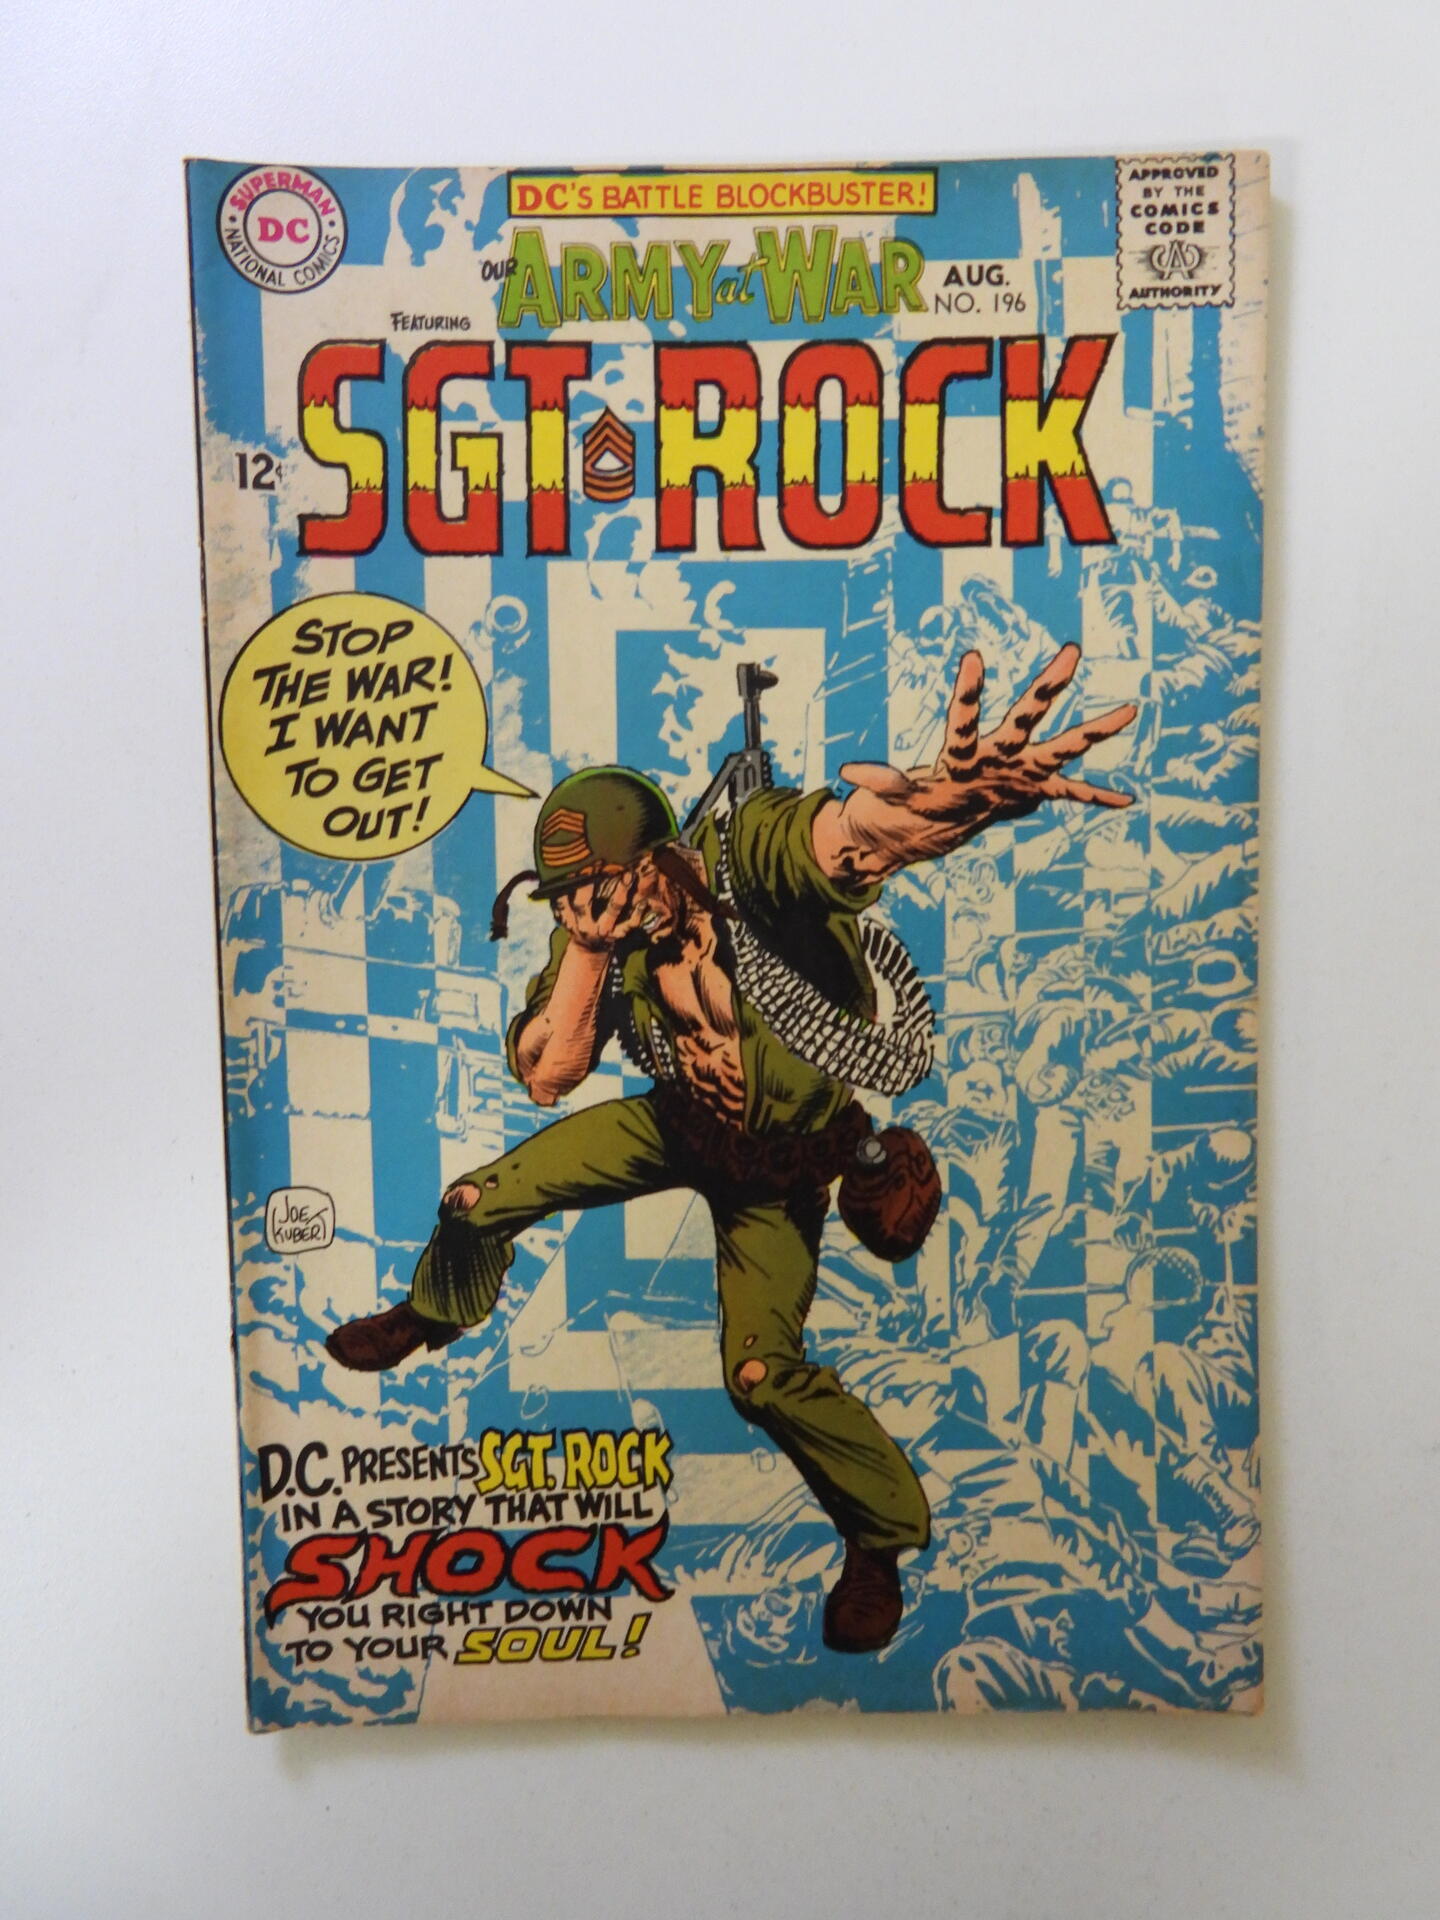 SUPERMAN
DC
NATIONAL COMICS
DC'S BATTLE BLOCKBUSTER!
APPROVED
BY THE
COMICS
CODE
CA
AUTHORITY
OUR ARMY at WAR
AUG.
NO. 196
FEATURING
SGT ROCK
12¢
STOP
THE WAR!
I WANT
TO GET
OUT!
JOE
KUBERT
D.C. PRESENTS SGT. ROCK
IN A STORY THAT WILL
SHOCK
YOU RIGHT DOWN
TO YOUR SOUL!